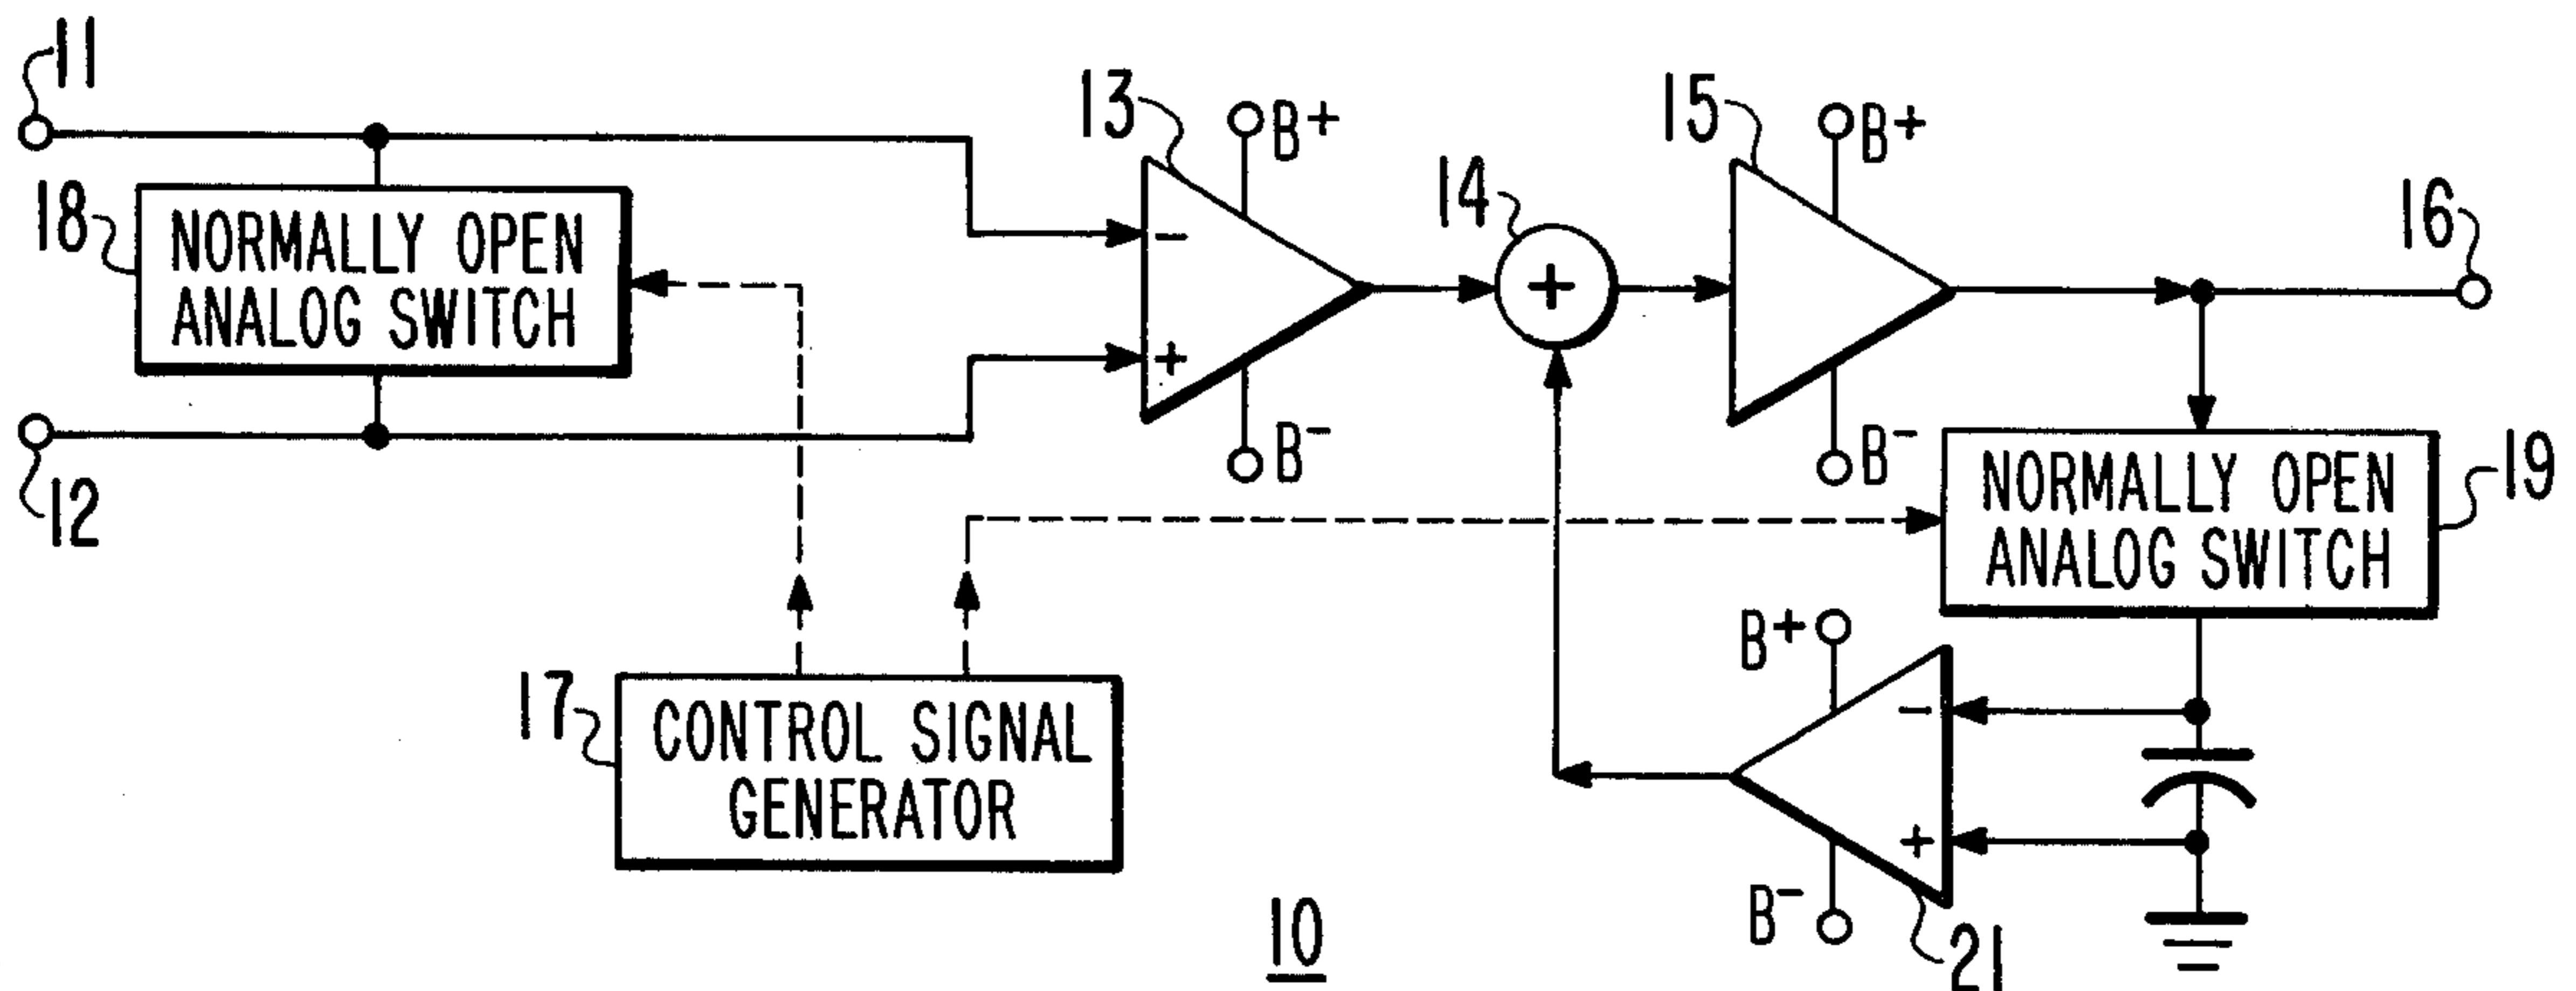 11
13
B+
15
B+
14
16
18
NORMALLY OPEN
ANALOG SWITCH
-
+
+
12
B-
B-
NORMALLY OPEN
ANALOG SWITCH
19
17
CONTROL SIGNAL
GENERATOR
B+
-
+
B-
10
21